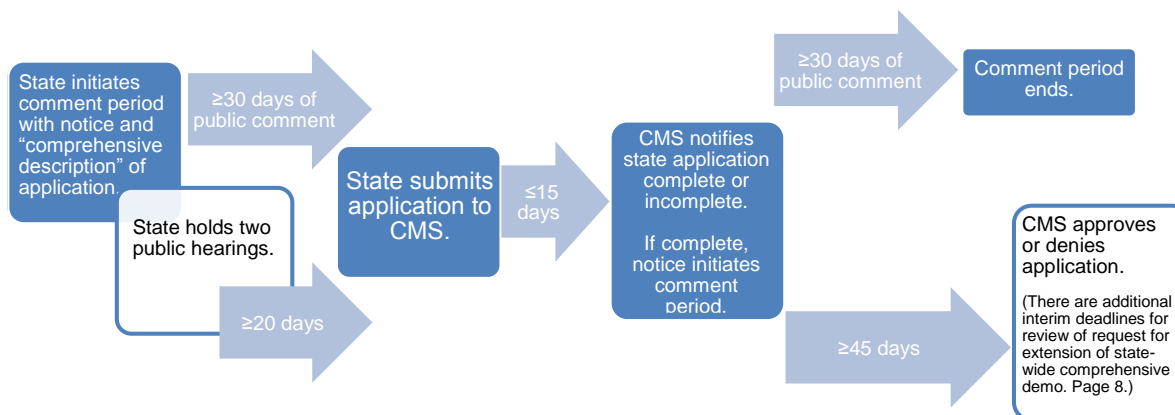 State initiates
comment period
with notice and
“comprehensive
description” of
application.
≥30 days of
public comment
State holds two
public hearings.
≥20 days
State submits
application to
CMS.
≤15
days
CMS notifies
state application
complete or
incomplete.
If complete,
notice initiates
comment
period.
≥30 days of
public comment
Comment period
ends.
≥45 days
CMS approves
or denies
application.
(There are additional
interim deadlines for
review of request for
extension of state-
wide comprehensive
demo. Page 8.)